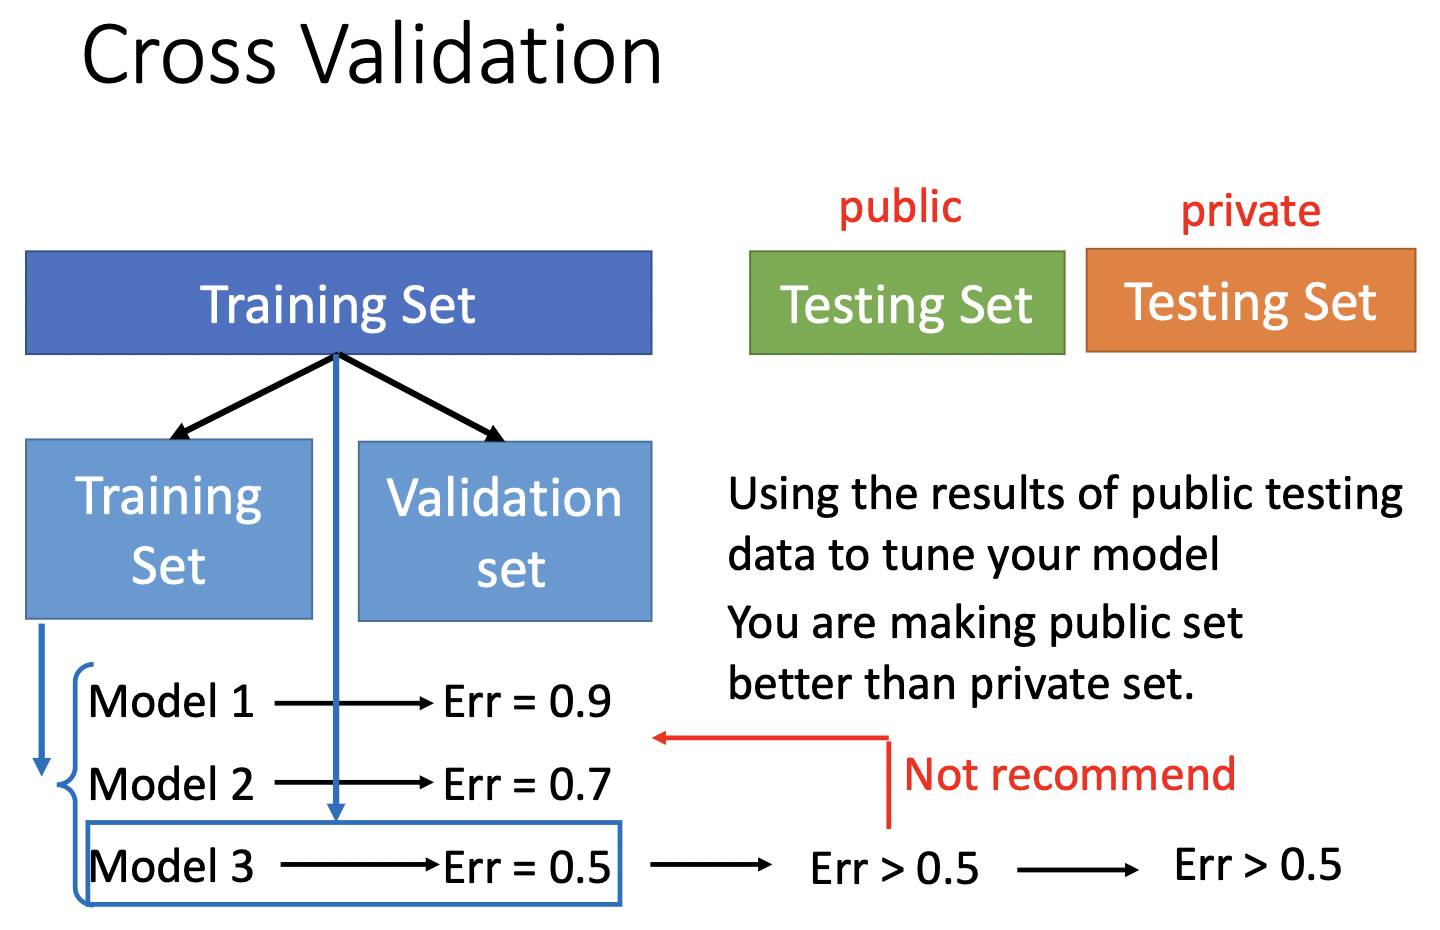 Cross Validation
public
private
Training Set
Testing Set
Testing Set
Training
Set
Validation
set
Using the results of public testing
data to tune your model
You are making public set
better than private set.
Model 1
Err = 0.9
Model 2
Err = 0.7
Not recommend
Model 3
Err = 0.5
Err > 0.5
Err > 0.5